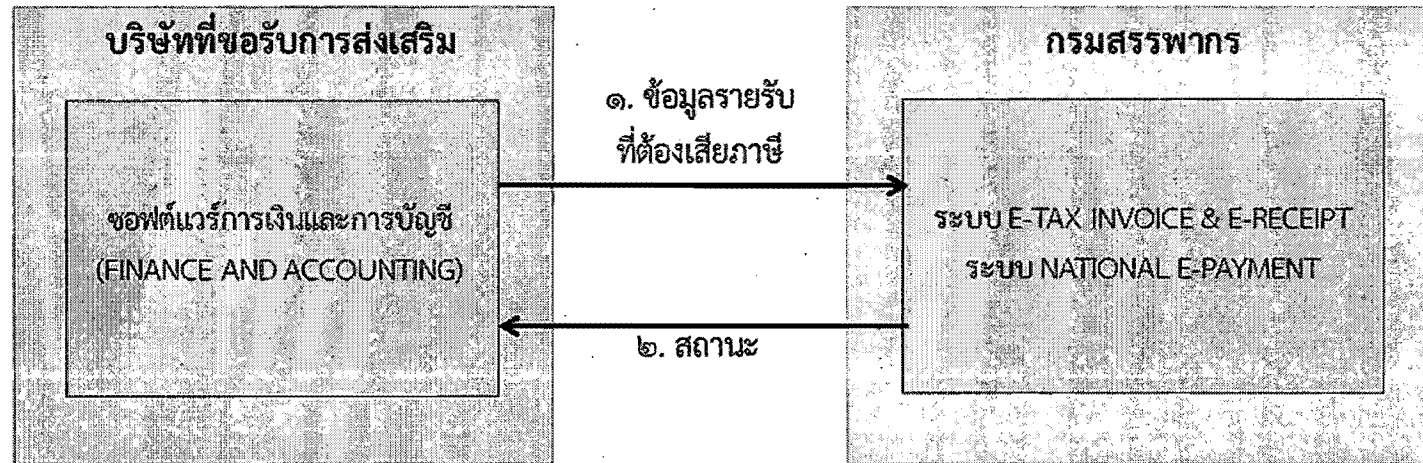 บริษัทที่ขอรับการส่งเสริม
ซอฟต์แวร์การเงินและการบัญชี
(FINANCE AND ACCOUNTING)
๑. ข้อมูลรายรับ
ที่ต้องเสียภาษี
๒. สถานะ
กรมสรรพากร
ระบบ E-TAX INVOICE & E-RECEIPT
ระบบ NATIONAL E-PAYMENT